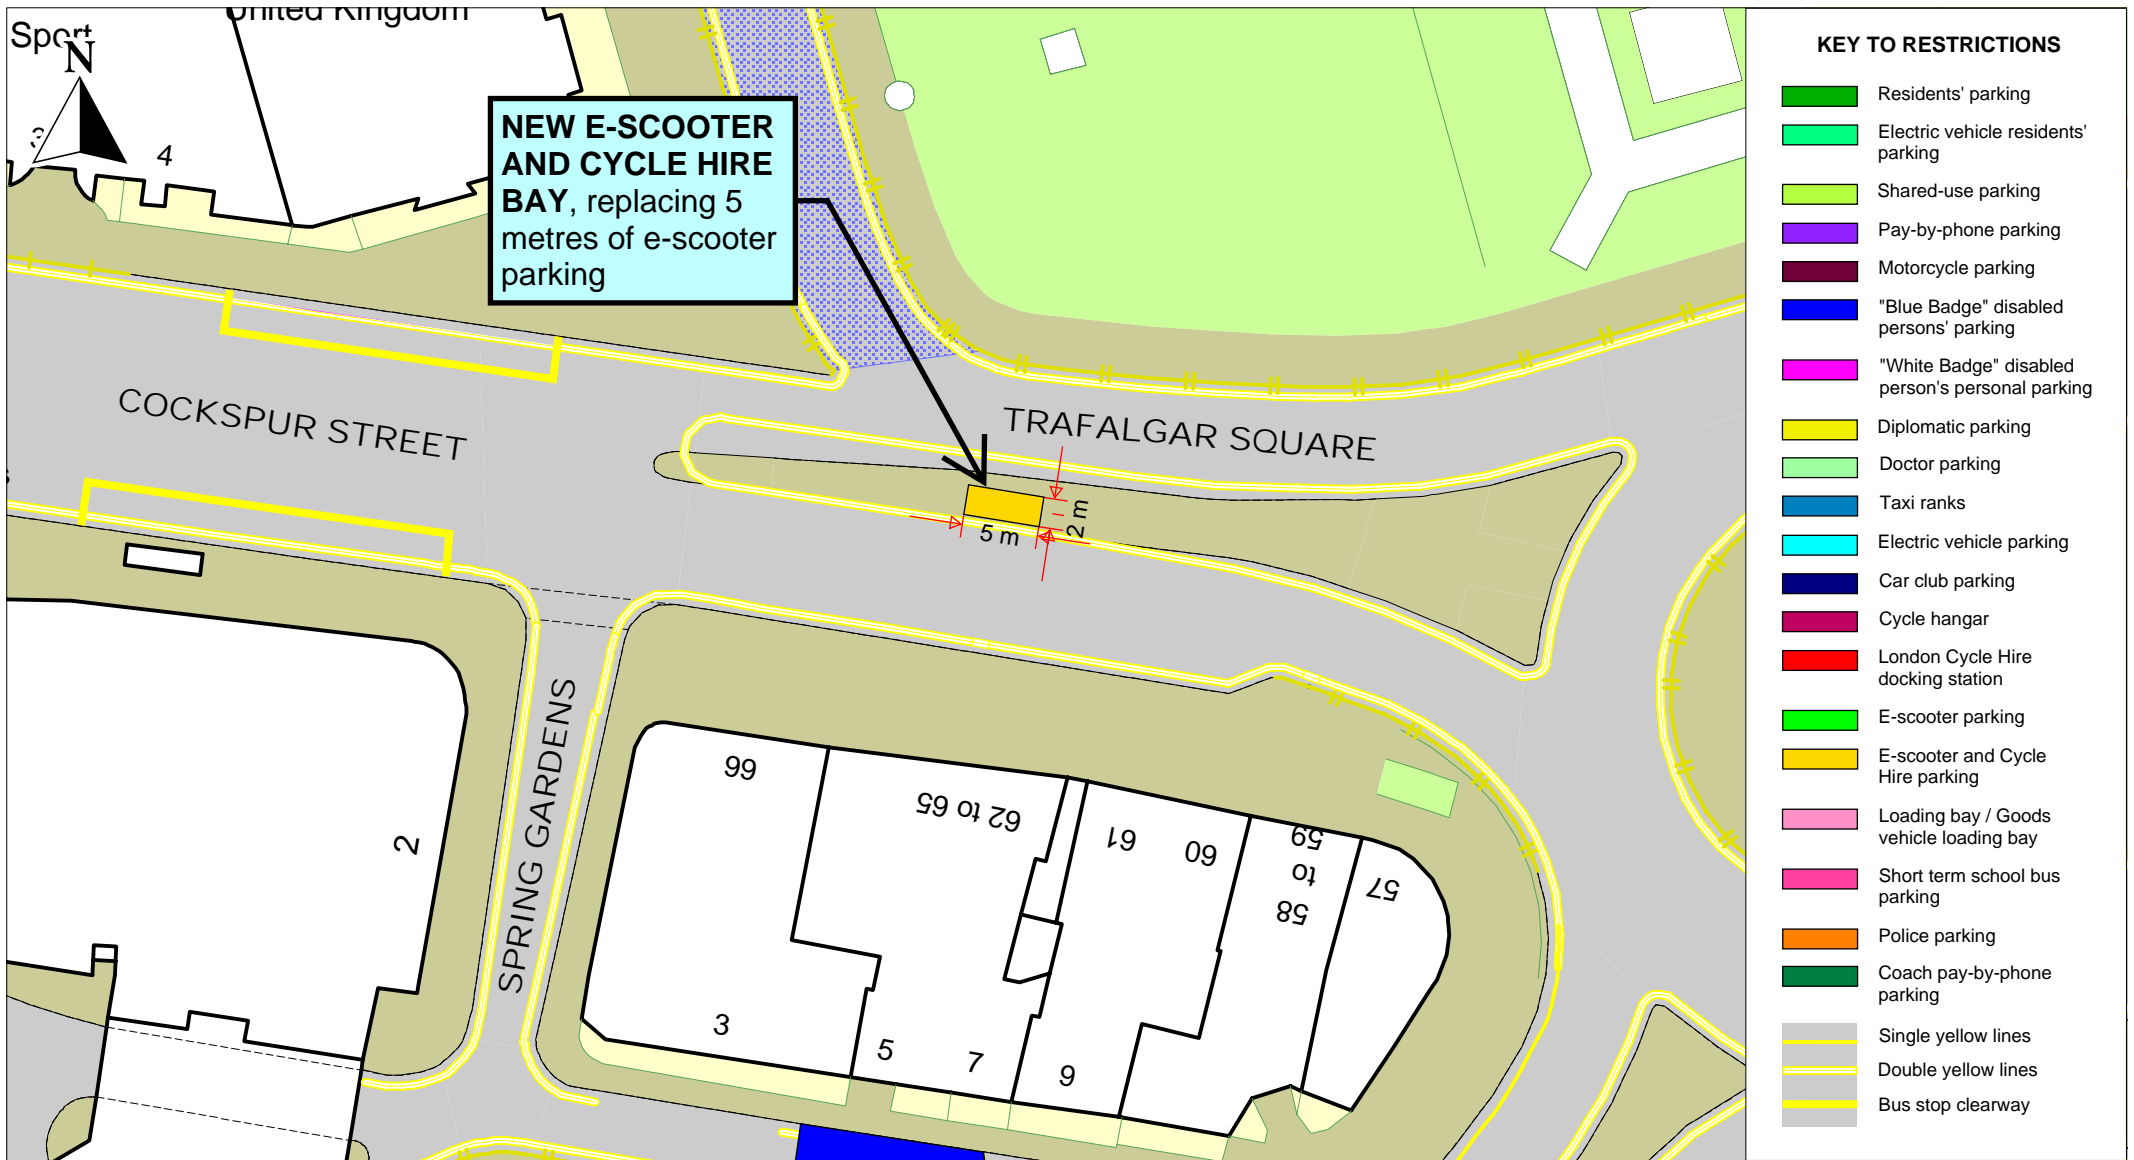 United Kingdom
Sport
N
3
4
NEW E-SCOOTER
AND CYCLE HIRE
BAY, replacing 5
metres of e-scooter
parking
COCKSPUR STREET
TRAFALGAR SQUARE
5 m
2 m
SPRING GARDENS
2
66
62 to 65
61
60
59
to
58
57
3
5
7
9
KEY TO RESTRICTIONS
Residents' parking
Electric vehicle residents'
parking
Shared-use parking
Pay-by-phone parking
Motorcycle parking
"Blue Badge" disabled
persons' parking
"White Badge" disabled
person's personal parking
Diplomatic parking
Doctor parking
Taxi ranks
Electric vehicle parking
Car club parking
Cycle hangar
London Cycle Hire
docking station
E-scooter parking
E-scooter and Cycle
Hire parking
Loading bay / Goods
vehicle loading bay
Short term school bus
parking
Police parking
Coach pay-by-phone
parking
Single yellow lines
Double yellow lines
Bus stop clearway